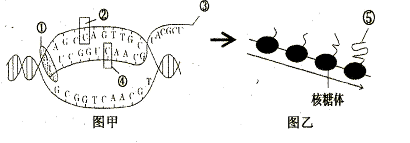 ②
③
⑤
①
A G C C A G T T G C
A C G C U
U C G G U C A A C G
④
G C G G T C A A C G T
核糖体
图甲
图乙